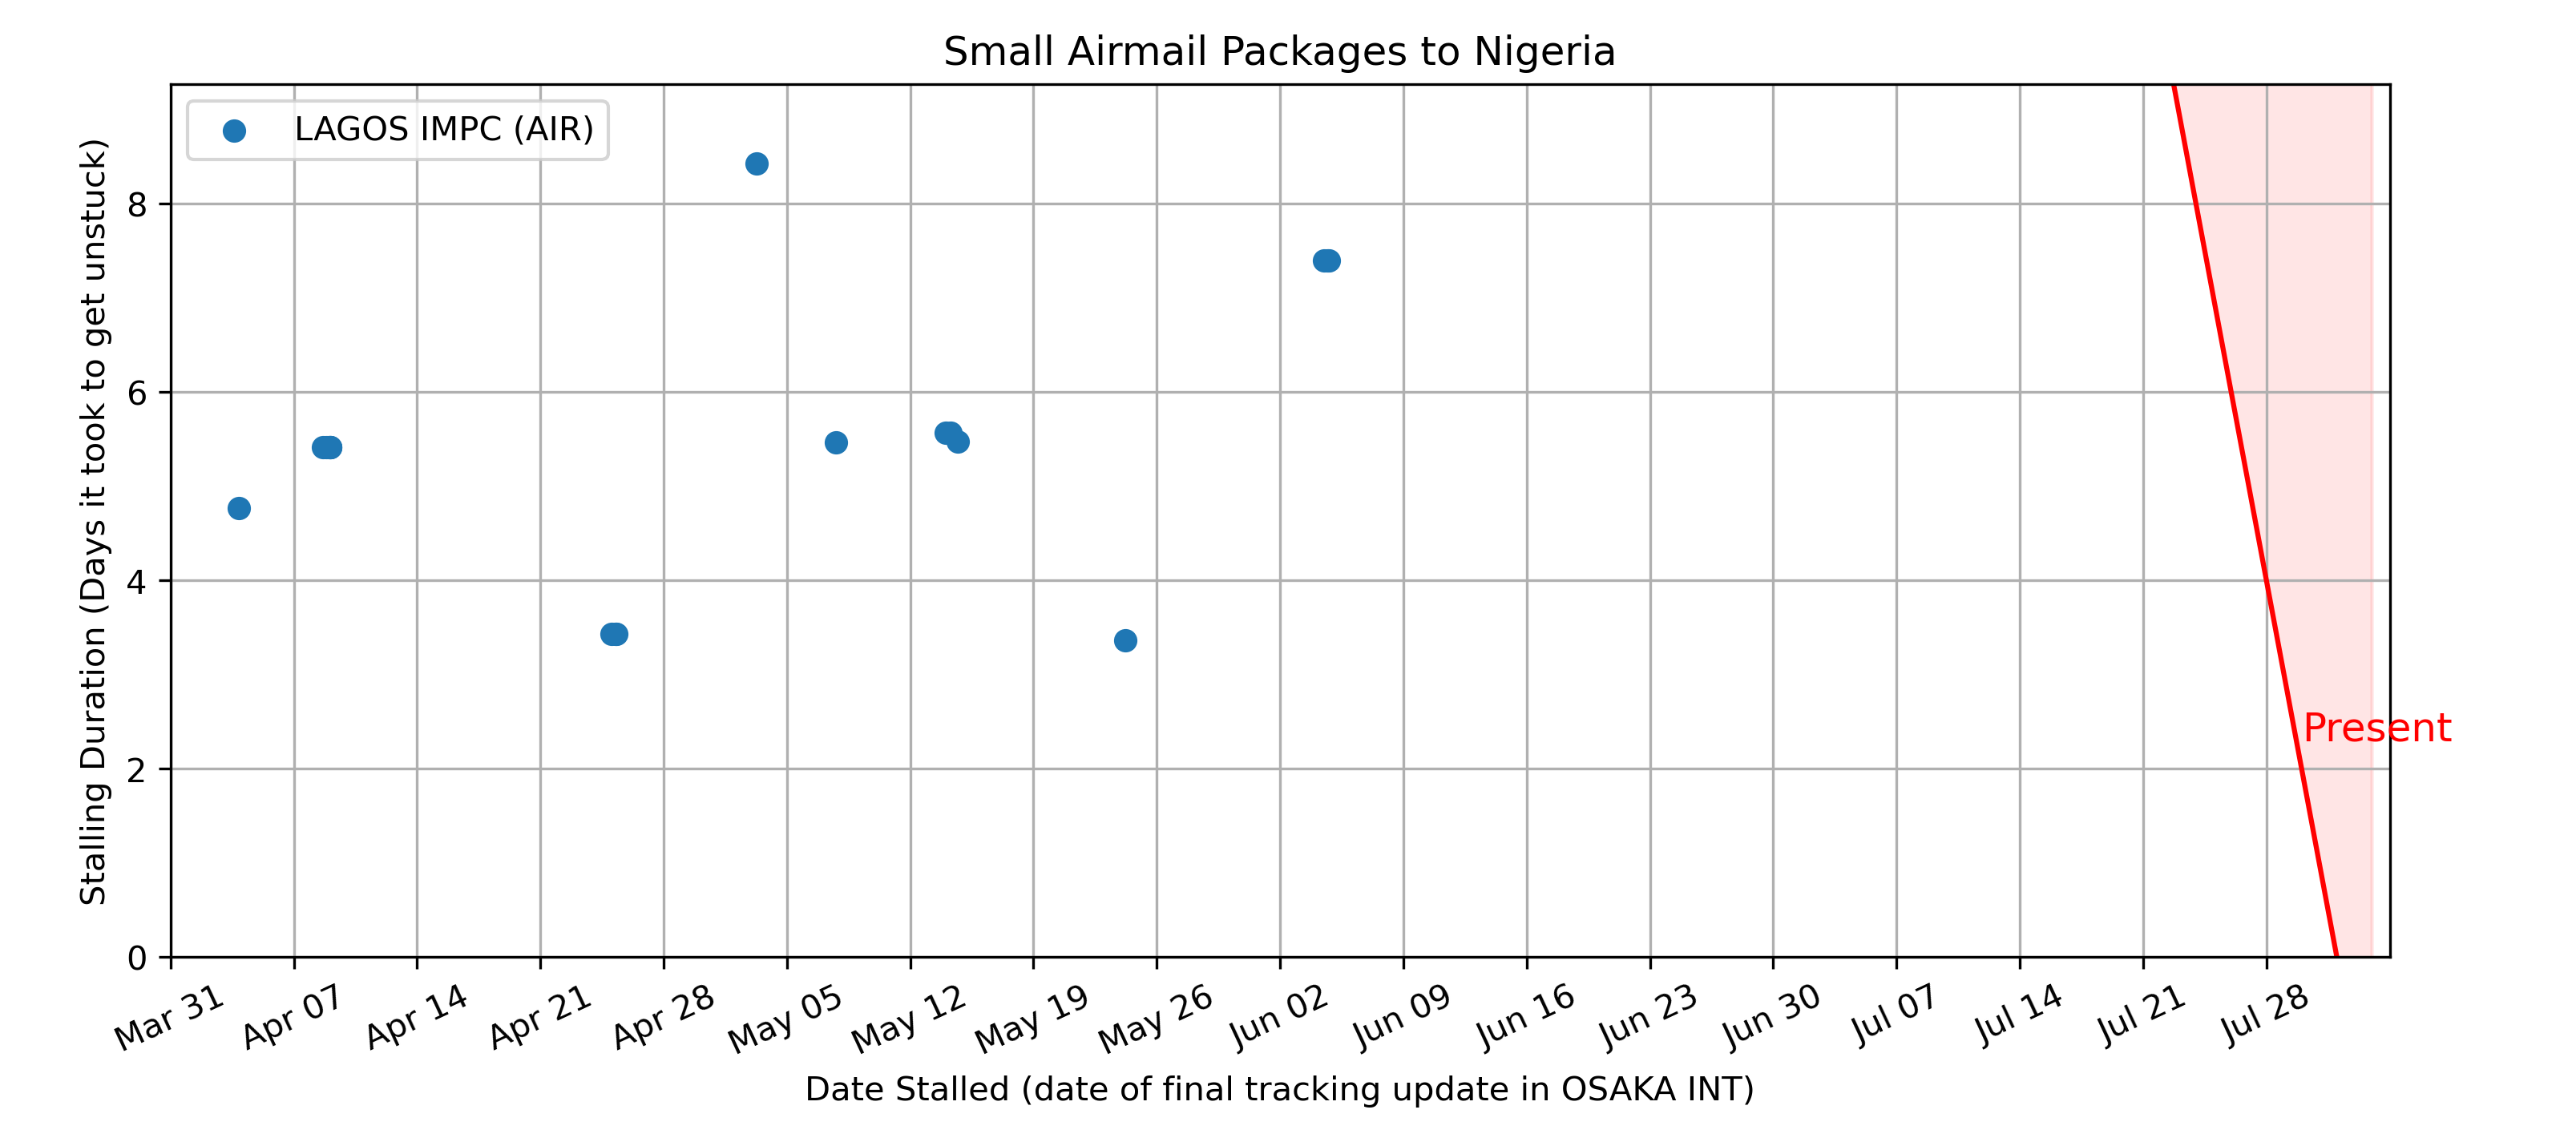 Small Airmail Packages to Nigeria
LAGOS IMPC (AIR)
Stalling Duration (Days it took to get unstuck)
8
6
4
2
0
Present
Mar 31
Apr 07
Apr 14
Apr 21
Apr 28
May 05
May 12
May 19
May 26
Jun 02
Jun 09
Jun 16
Jun 23
Jun 30
Jul 07
Jul 14
Jul 21
Jul 28
Date Stalled (date of final tracking update in OSAKA INT)